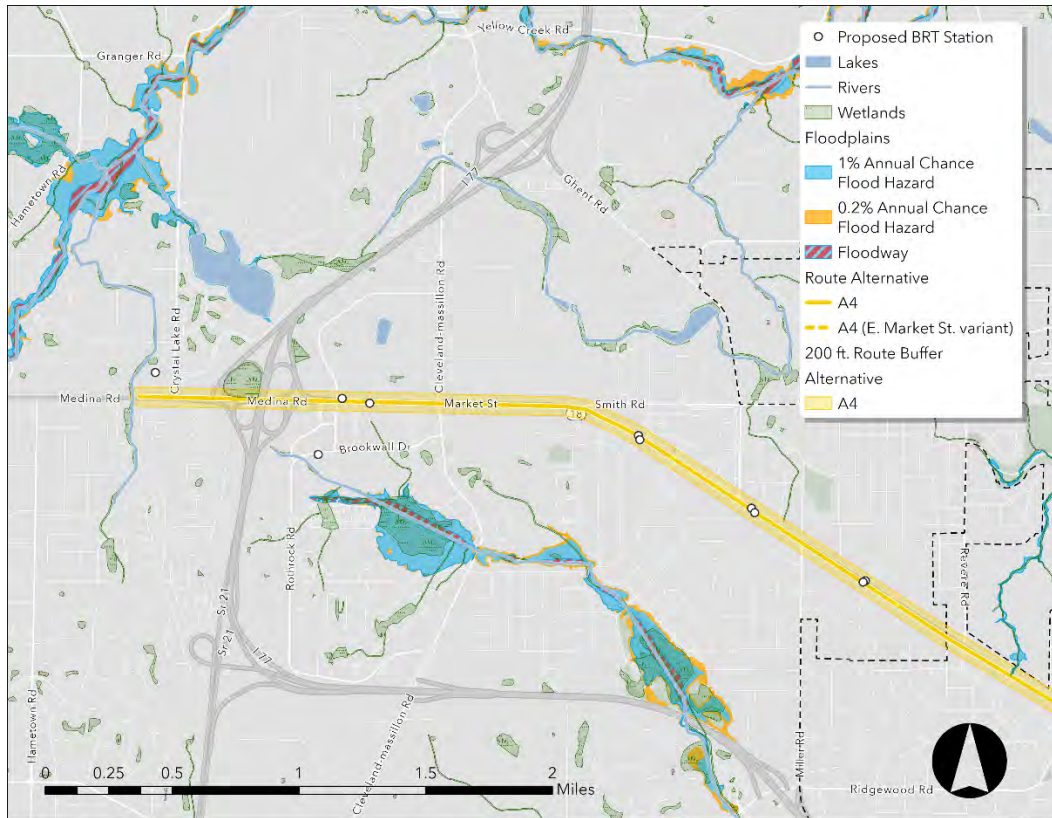 Yellow Creek Rd
Granger Rd
Proposed BRT Station
Lakes
Rivers
Wetlands
Floodplains
1% Annual Chance
Flood Hazard
0.2% Annual Chance
Flood Hazard
Floodway
Route Alternative
A4
A4 (E. Market St. variant)
200 ft. Route Buffer
Alternative
A4
Hametown Rd
I 77
Ghent Rd
Crystal Lake Rd
Cleveland-massillon Rd
Medina Rd
Medina Rd
Market St
(18)
Smith Rd
Brookwall Dr
Rothrock Rd
Revere Rd
Sr 21
Sr 21
I 77
Hametown Rd
Cleveland-massillon Rd
Miller Rd
Ridgewood Rd
0 0.25 0.5 1 1.5 2
Miles